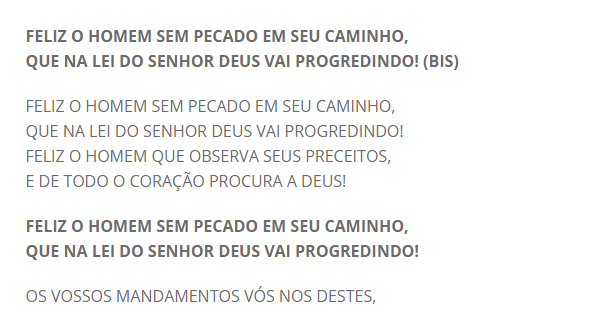 FELIZ O HOMEM SEM PECADO EM SEU CAMINHO,
QUE NA LEI DO SENHOR DEUS VAI PROGREDINDO! (BIS)
FELIZ O HOMEM SEM PECADO EM SEU CAMINHO,
QUE NA LEI DO SENHOR DEUS VAI PROGREDINDO!
FELIZ O HOMEM QUE OBSERVA SEUS PRECEITOS,
E DE TODO O CORAÇÃO PROCURA A DEUS!
FELIZ O HOMEM SEM PECADO EM SEU CAMINHO,
QUE NA LEI DO SENHOR DEUS VAI PROGREDINDO!
OS VOSSOS MANDAMENTOS VÓS NOS DESTES,